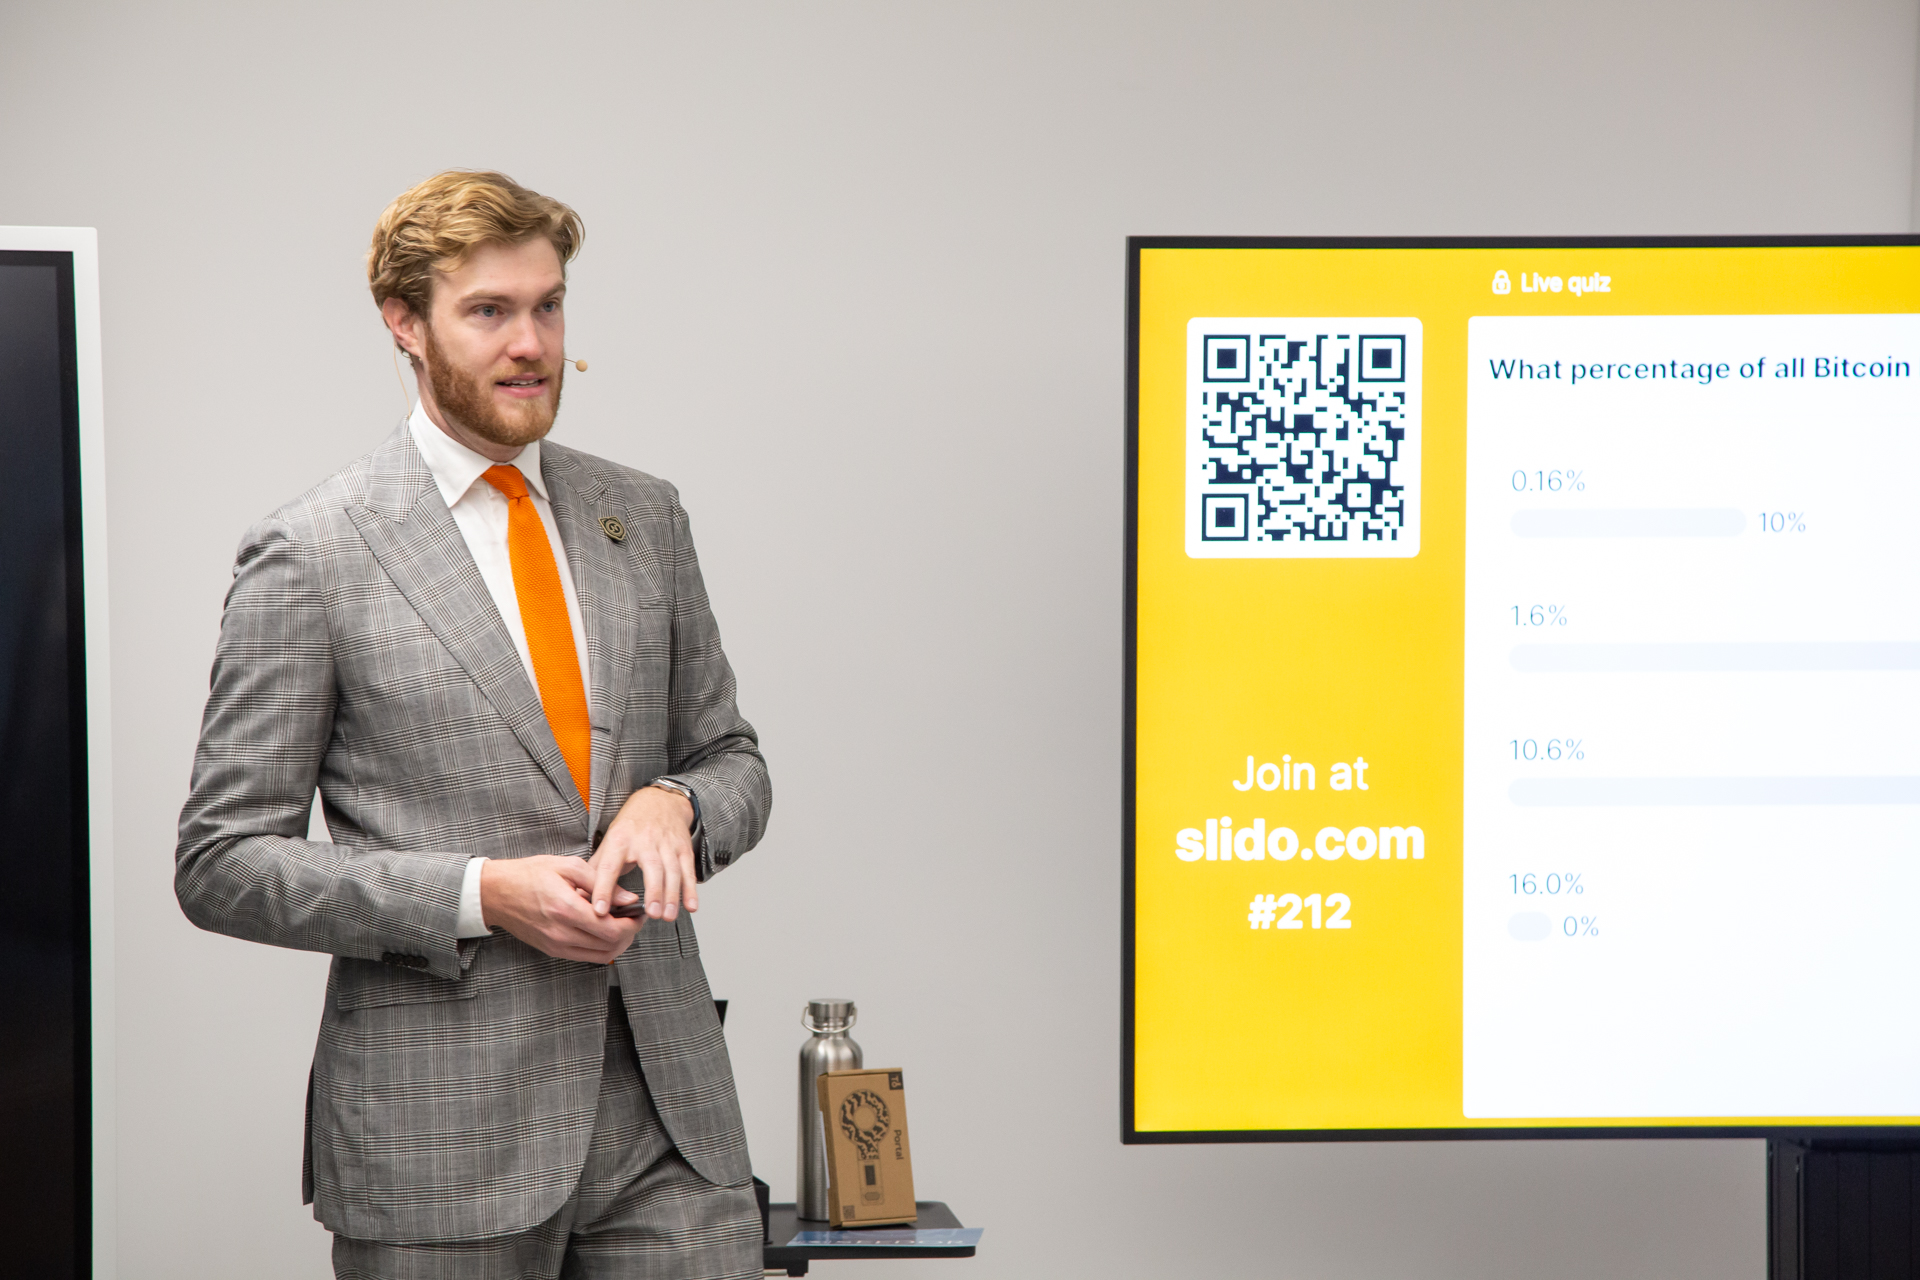 Live quiz
What percentage of all Bitcoin
0.16%
10%
1.6%
10.6%
16.0%
0%
Join at
slido.com
#212
Portal